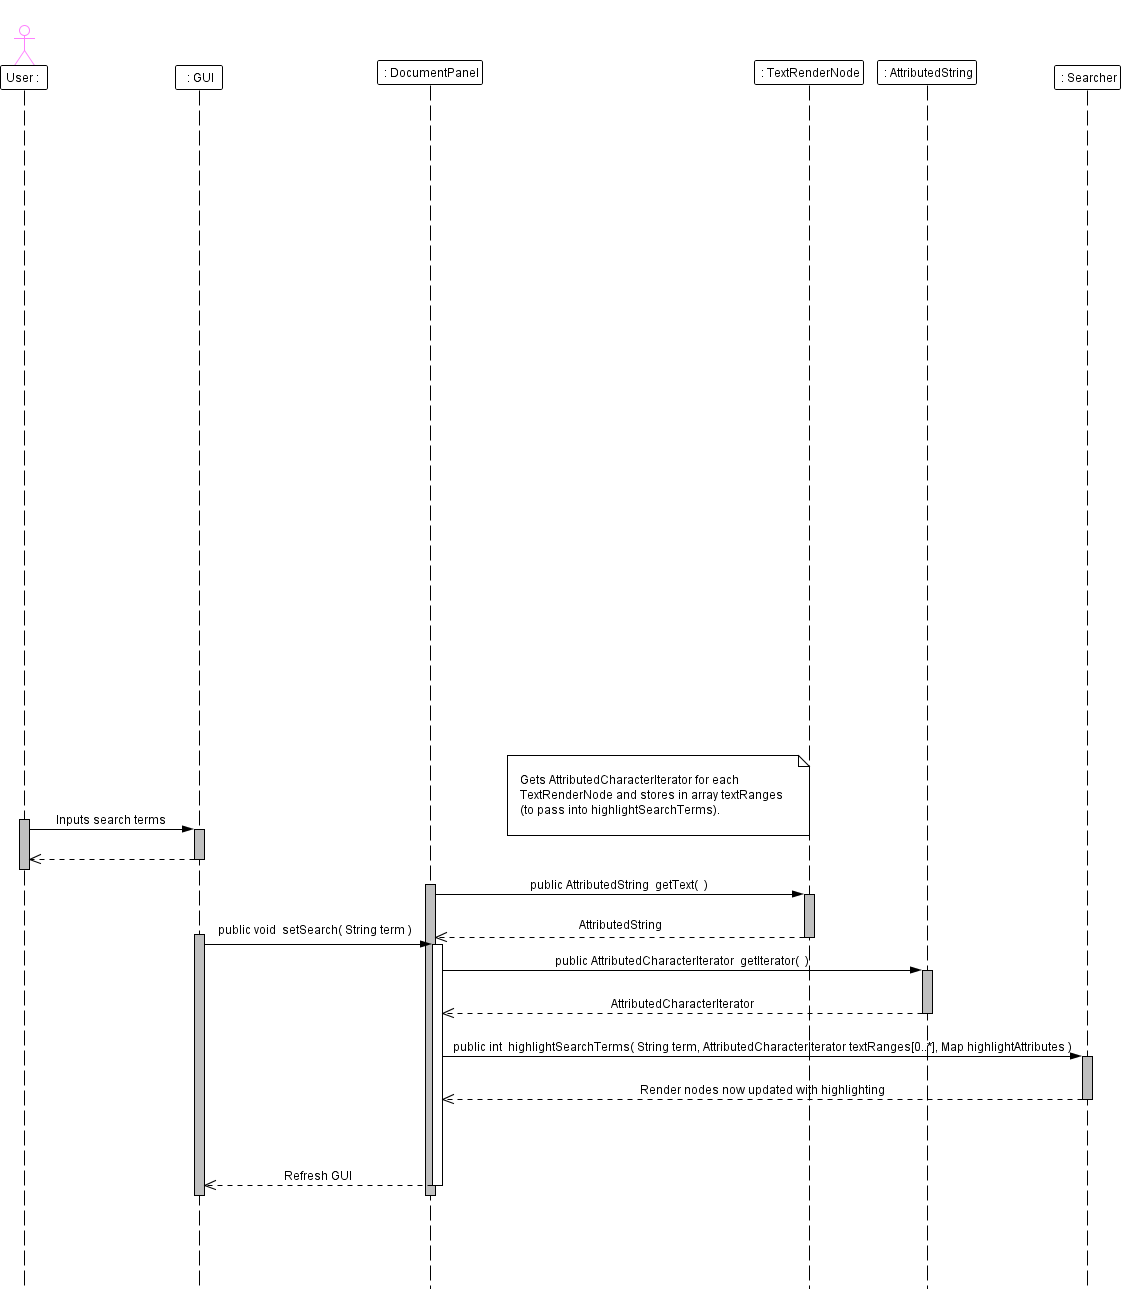 User :
: GUI
: DocumentPanel
: TextRenderNode
: AttributedString
: Searcher
Gets AttributedCharacterIterator for each
TextRenderNode and stores in array textRanges
(to pass into highlightSearchTerms).
Inputs search terms
public AttributedString  getText(  )
AttributedString
public void  setSearch( String term )
public AttributedCharacterIterator  getIterator(  )
AttributedCharacterIterator
public int  highlightSearchTerms( String term, AttributedCharacterIterator textRanges[0..*], Map highlightAttributes )
Render nodes now updated with highlighting
Refresh GUI